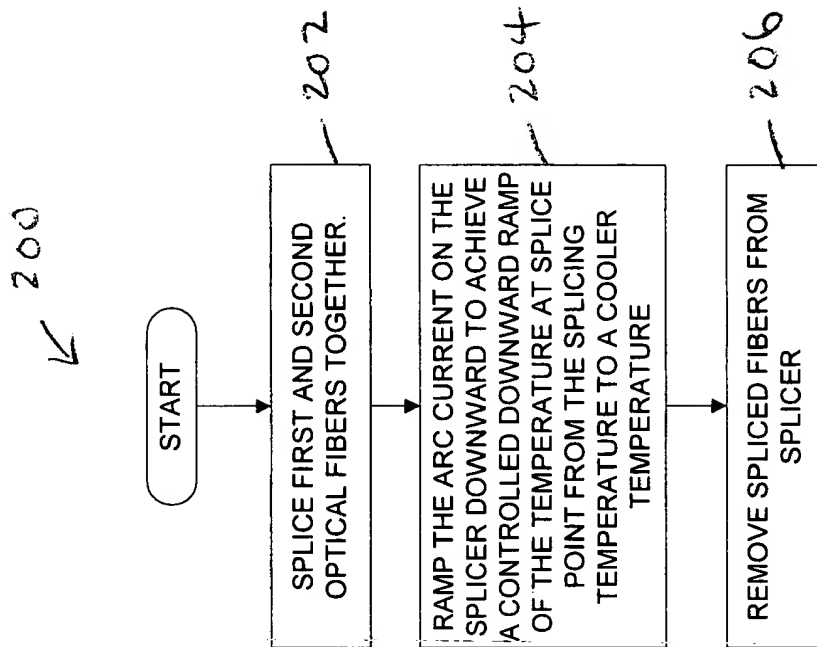 200
START
SPLICE FIRST AND SECOND
OPTICAL FIBERS TOGETHER.
202
RAMP THE ARC CURRENT ON THE
SPLICER DOWNWARD TO ACHIEVE
A CONTROLLED DOWNWARD RAMP
OF THE TEMPERATURE AT SPLICE
POINT FROM THE SPLICING
TEMPERATURE TO A COOLER
TEMPERATURE
204
REMOVE SPLICED FIBERS FROM
SPLICER
206